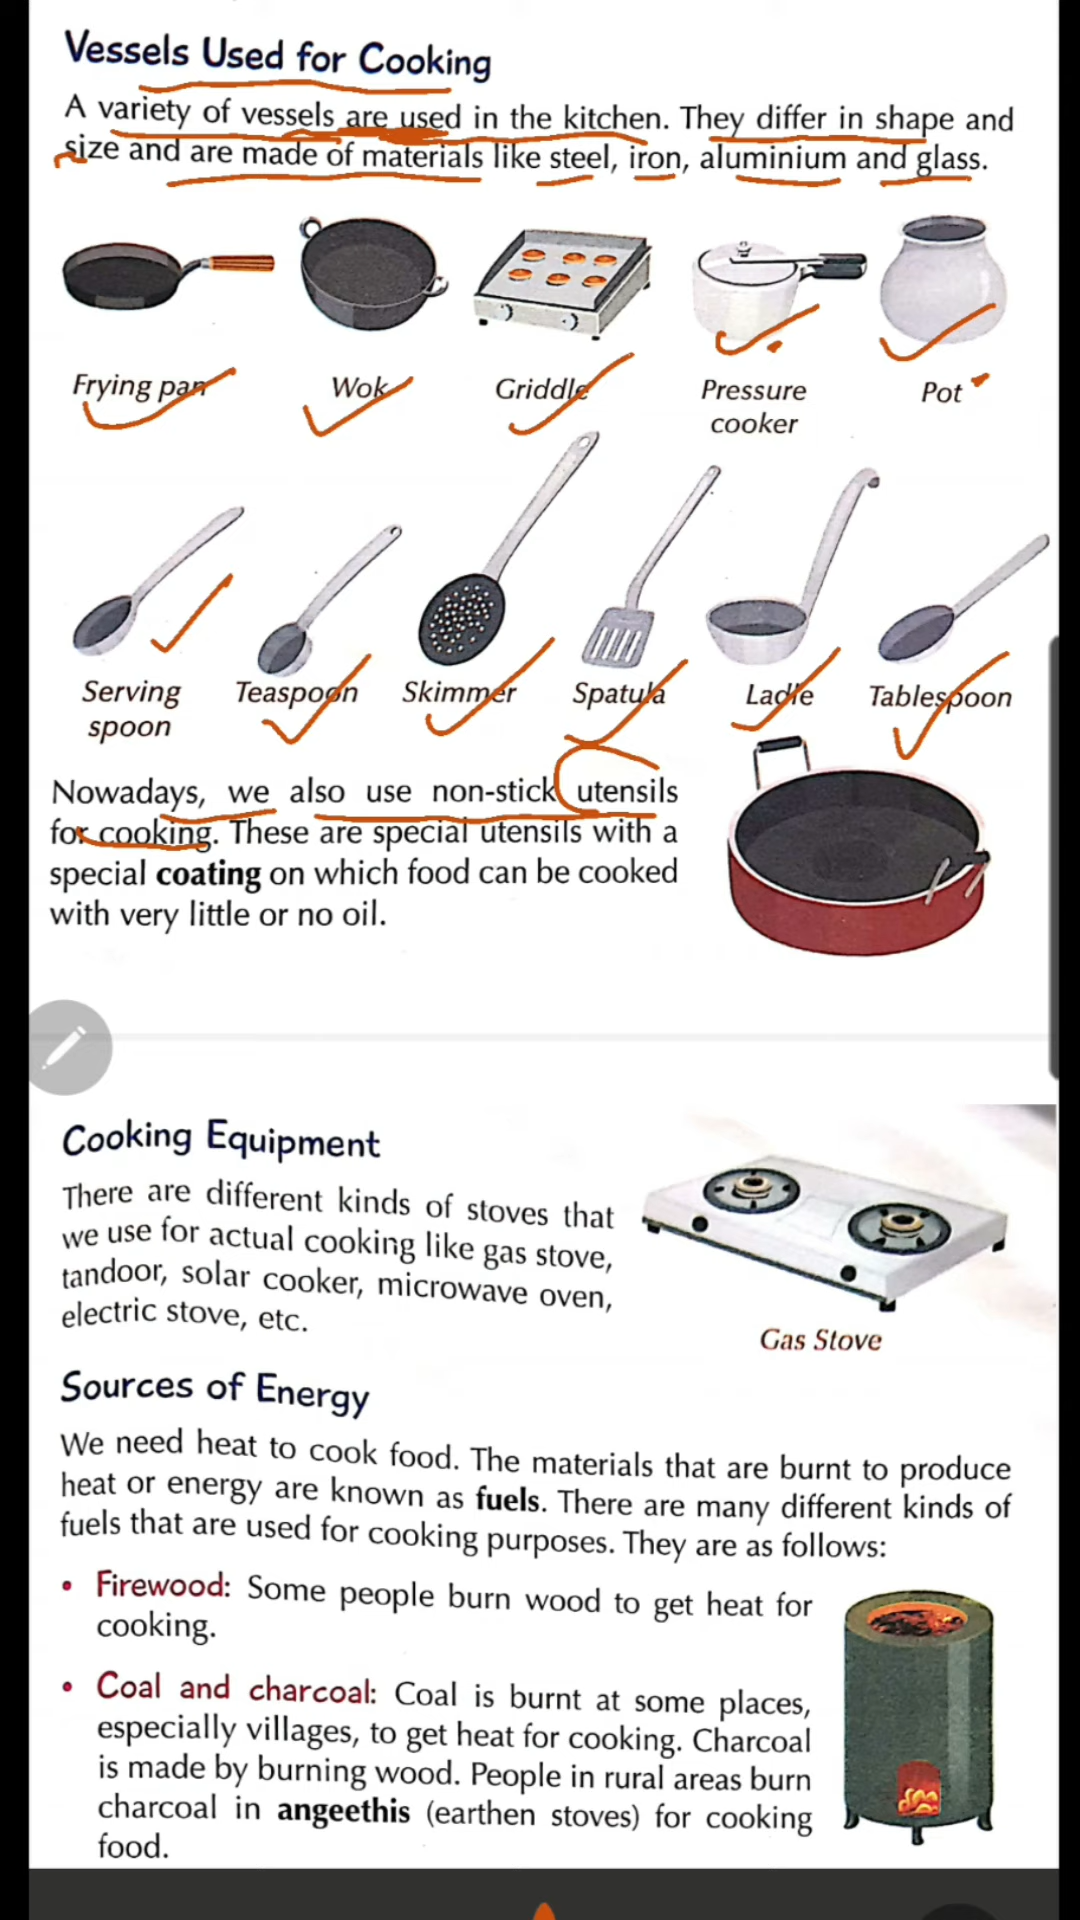 Vessels Used for Cooking
A variety of vessels are used in the kitchen. They differ in shape and
size and are made of materials like steel, iron, aluminium and glass.
Frying pan
Wok
Griddle
Pressure
cooker
Pot
Serving
spoon
Teaspoon
Skimmer
Spatula
Ladle
Tablespoon
Nowadays, we also use non-stick utensils
for cooking. These are special utensils with a
special coating on which food can be cooked
with very little or no oil.
Cooking Equipment
There are different kinds of stoves that
we use for actual cooking like gas stove,
tandoor, solar cooker, microwave oven,
electric stove, etc.
Gas Stove
Sources of Energy
We need heat to cook food. The materials that are burnt to produce
heat or energy are known as fuels. There are many different kinds of
fuels that are used for cooking purposes. They are as follows:
• Firewood: Some people burn wood to get heat for
cooking.
• Coal and charcoal: Coal is burnt at some places,
especially villages, to get heat for cooking. Charcoal
is made by burning wood. People in rural areas burn
charcoal in angeethis (earthen stoves) for cooking
food.